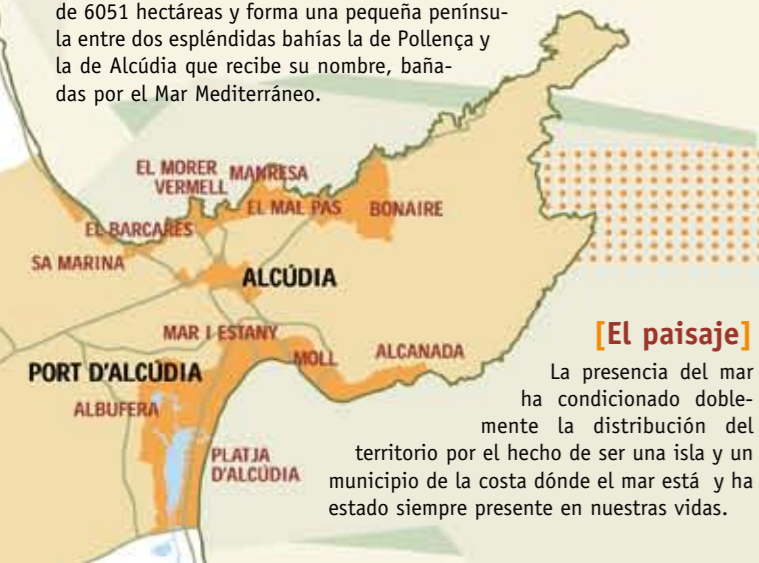 de 6051 hectáreas y forma una pequeña penínsu-
la entre dos espléndidas bahías la de Pollença y
la de Alcúdia que recibe su nombre, baña-
das por el Mar Mediterráneo.
EL MORER
VERMELL
MANRESA
EL MAL PAS
BONAIRE
EL BARCARÈS
SA MARINA
ALCÚDIA
MAR I ESTANY
MOLL
ALCANADA
PORT D'ALCÚDIA
ALBUFERA
PLATJA
D'ALCÚDIA
[El paisaje]
La presencia del mar
ha condicionado doble-
mente la distribución del
territorio por el hecho de ser una isla y un
municipio de la costa dónde el mar está y ha
estado siempre presente en nuestras vidas.